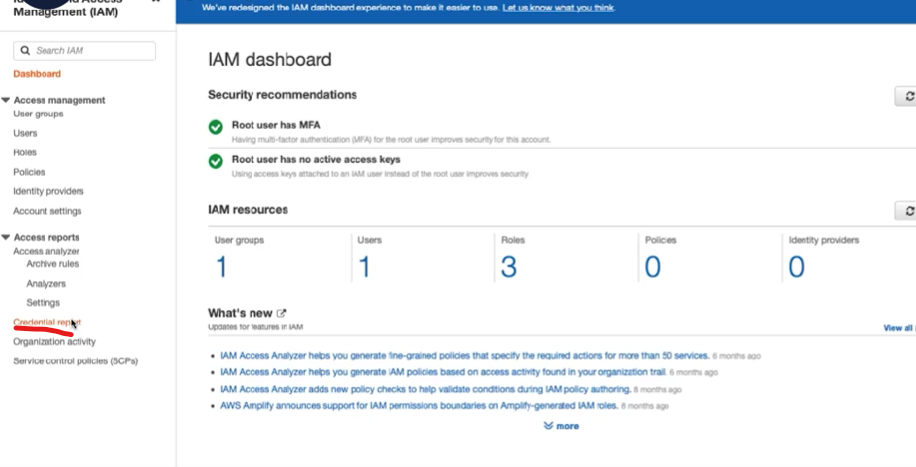 Management (IAM)
We've redesigned the IAM dashboard experience to make it easier to use. Let us know what you think.
Search IAM
Dashboard
Access management
User groups
Users
Roles
Policies
Identity providers
Account settings
Access reports
Access analyzer
Archive rules
Analyzers
Settings
Credential report
Organization activity
Service control policies (SCPs)
IAM dashboard
Security recommendations
Root user has MFA
Having multi-factor authentication (MFA) for the root user improves security for this account.
Root user has no active access keys
Using access keys attached to an IAM user instead of the root user improves security
IAM resources
User groups
1
Users
1
Roles
3
Policies
0
Identity providers
0
What's new
Updates for features in IAM
View all
IAM Access Analyzer helps you generate fine-grained policies that specify the required actions for more than 50 services. 6 months ago
IAM Access Analyzer helps you generate IAM policies based on access activity found in your organization trail. 6 months ago
IAM Access Analyzer adds new policy checks to help validate conditions during IAM policy authoring. 8 months ago
AWS Amplify announces support for IAM permissions boundaries on Amplify-generated IAM roles. 8 months ago
more